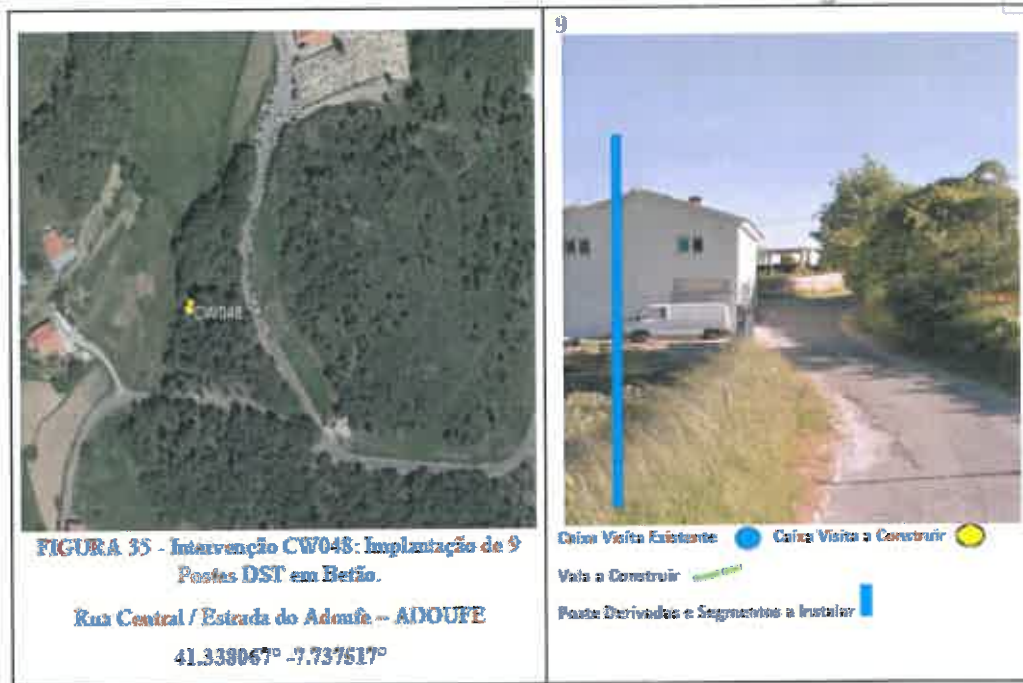 9
CW048
FIGURA 35 - Intervenção CW048: Implantação de 9
Postes DST em Betão.
Rua Central / Estrada do Adoufe – ADOUFE
41.338067° -7.737617°
Caixa Visita Existente Caixa Visita a Construir
Vala a Construir
Poste Derivadas e Segmentos a Instalar